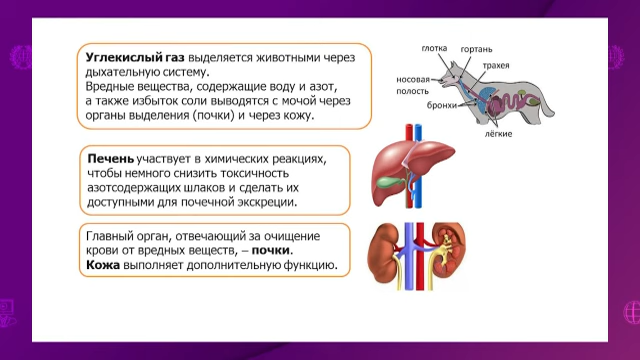 Углекислый газ выделяется животными через
дыхательную систему.
Вредные вещества, содержащие воду и азот,
а также избыток соли выводятся с мочой через
органы выделения (почки) и через кожу.
глотка
гортань
трахея
носовая
полость
бронхи
лёгкие
Печень участвует в химических реакциях,
чтобы немного снизить токсичность
азотсодержащих шлаков и сделать их
доступными для почечной экскреции.
Главный орган, отвечающий за очищение
крови от вредных веществ, – почки.
Кожа выполняет дополнительную функцию.